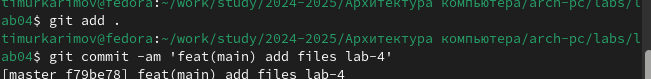 timurkarimov@fedora:~/work/study/2024-2025/Архитектура компьютера/arch-pc/labs/l
ab04$ git add .
timurkarimov@fedora:~/work/study/2024-2025/Архитектура компьютера/arch-pc/labs/l
ab04$ git commit -am 'feat(main) add files lab-4'
[master f79be78] feat(main) add files lab-4